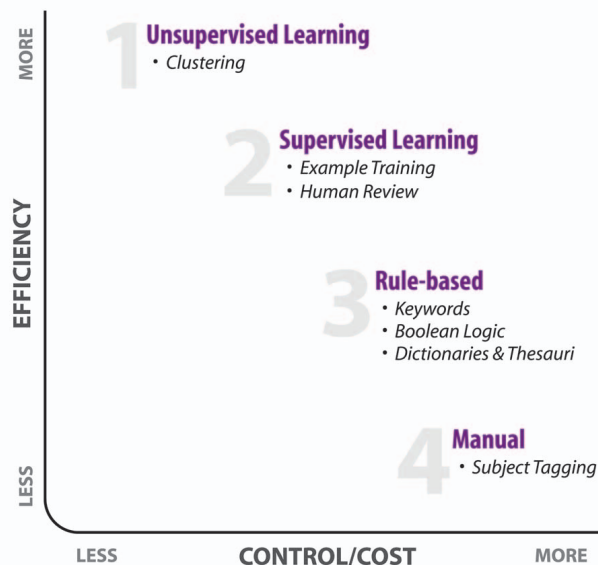 MORE
EFFICIENCY
LESS
1
Unsupervised Learning
• Clustering
2
Supervised Learning
• Example Training
• Human Review
3
Rule-based
• Keywords
• Boolean Logic
• Dictionaries & Thesauri
4
Manual
• Subject Tagging
LESS
CONTROL/COST
MORE